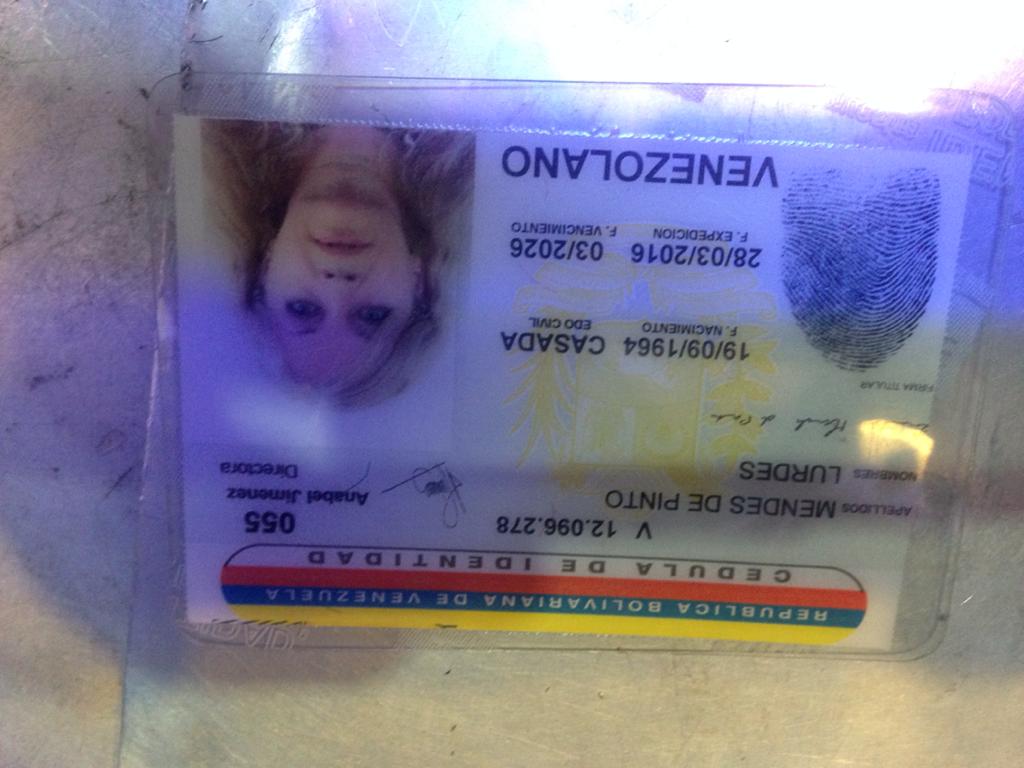 REPUBLICA BOLIVARIANA DE VENEZUELA
CEDULA DE IDENTIDAD
V 12.096.278
055
APELLIDOS MENDES DE PINTO
Anabel Jimenez
NOMBRES LURDES
Directora
FIRMA TITULAR
19/09/1964 CASADA
F. NACIMIENTO EDO CIVIL
28/03/2016 03/2026
F. EXPEDICION F. VENCIMIENTO
VENEZOLANO